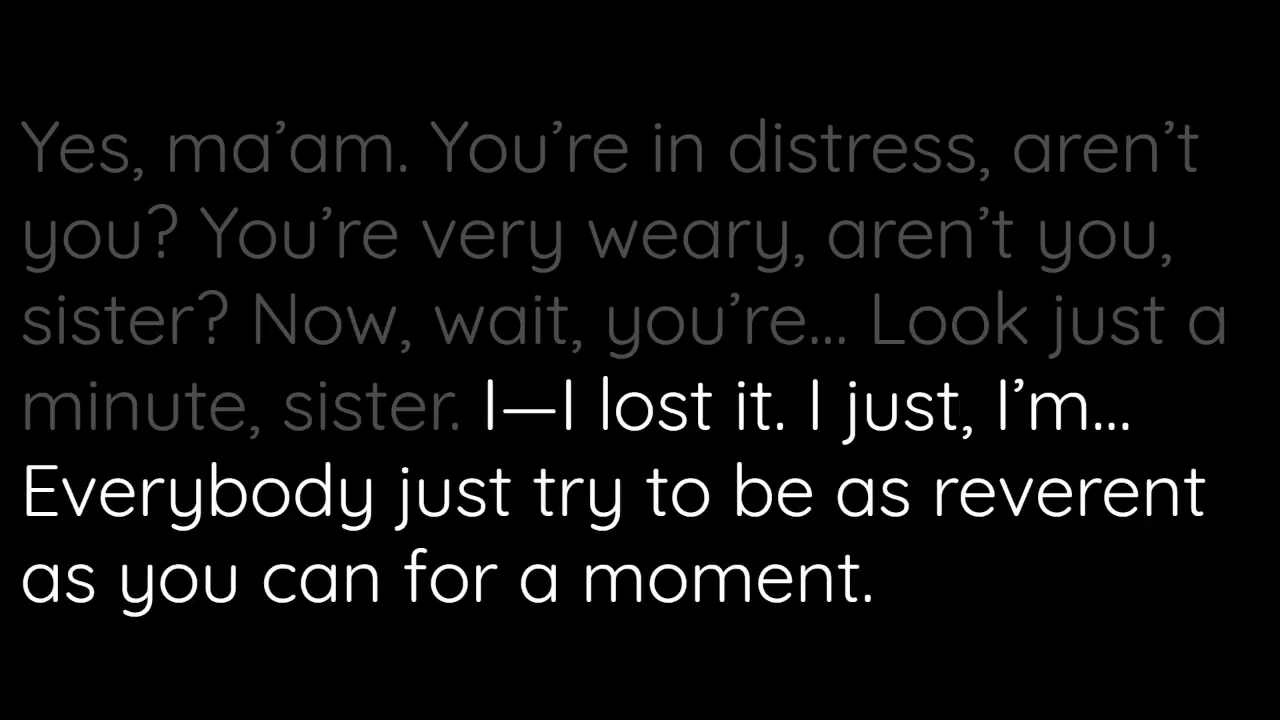 Yes, ma’am. You’re in distress, aren’t
you? You’re very weary, aren’t you,
sister? Now, wait, you’re... Look just a
minute, sister. I—I lost it. I just, I’m...
Everybody just try to be as reverent
as you can for a moment.